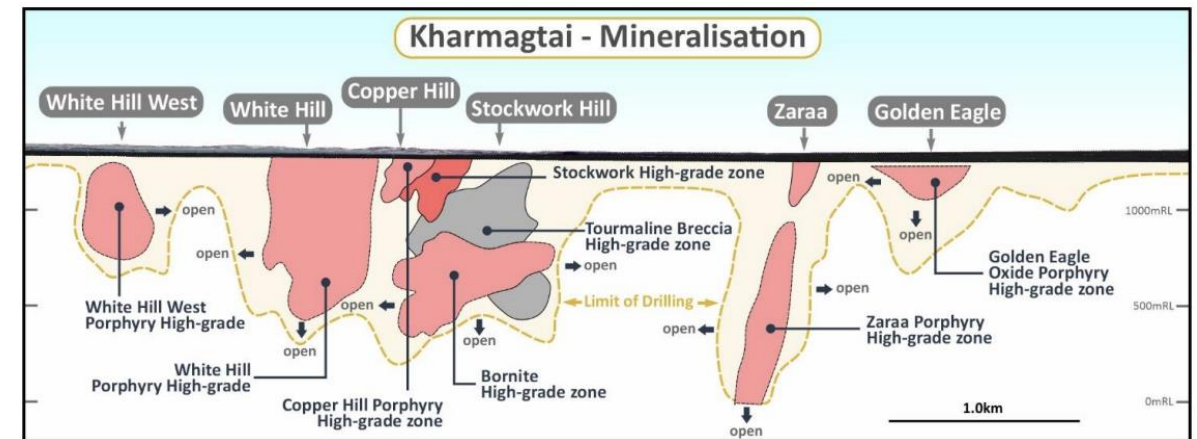 Kharmagtai - Mineralisation
White Hill West
White Hill
Copper Hill
Stockwork Hill
Zaraa
Golden Eagle
Stockwork High-grade zone
open
open
1000mRL
Tourmaline Breccia
High-grade zone
open
open
open
Golden Eagle
Oxide Porphyry
High-grade zone
open
White Hill West
Porphyry High-grade
open
Limit of Drilling
500mRL
open
open
open
open
Zaraa Porphyry
High-grade zone
White Hill
Porphyry High-grade
Bornite
High-grade zone
Copper Hill Porphyry
High-grade zone
1.0km
0mRL
open